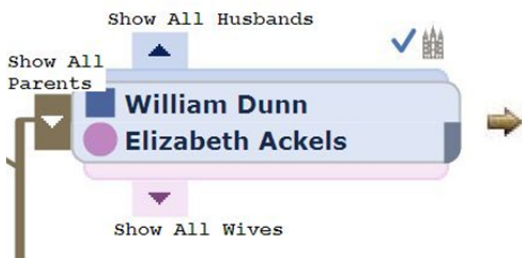 Show All Husbands
Show All
Parents
William Dunn
Elizabeth Ackels
Show All Wives